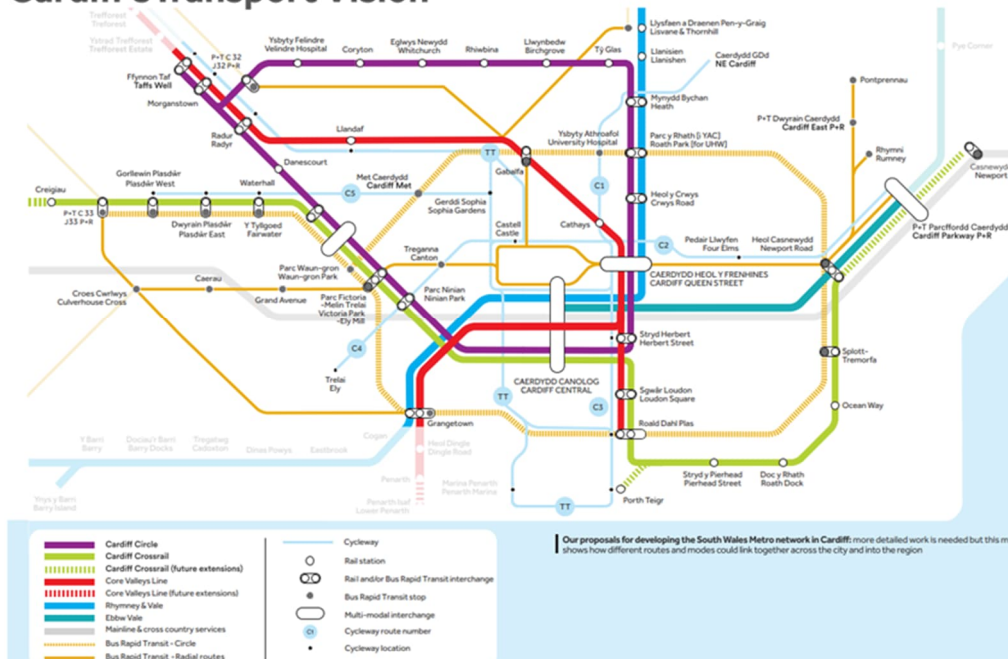 Trefforest
Treforest
Ystrad Trefforest
Trefforest Estate
P+T C 32
J32 P+R
Ffynnon Taf
Taffs Well
Morganstown
Radur
Radyr
Ysbyty Felindre
Velindre Hospital
Coryton
Eglwys Newydd
Whitchurch
Rhiwbina
Llwynbedw
Birchgrove
Tŷ Glas
Llysfaen a Draenen Pen-y-Graig
Lisvane & Thornhill
Llanisien
Llanishen
Caerdydd GDd
NE Cardiff
Mynydd Bychan
Heath
Pye Corner
Pontprennau
P+T Dwyrain Caerdydd
Cardiff East P+R
Rhymni
Rumney
Casnewy
Newport
Llandaf
Danescourt
TT
Gabalfa
Ysbyty Athrofaol
University Hospital
Parc y Rhath [i YAC]
Roath Park [for UHW]
Creigiau
P+T C 33
J33 P+R
Gorllewin Plasdŵr
Plasdŵr West
Dwyrain Plasdŵr
Plasdŵr East
Waterhall
Y Tyllgoed
Fairwater
C5
Met Caerdydd
Cardiff Met
Gerddi Sophia
Sophia Gardens
C1
Heol y Crwys
Crwys Road
Cathays
Castell
Castle
Treganna
Canton
C2
Pedair Llwyfen
Four Elms
Heol Casnewydd
Newport Road
P+T Parcffordd Caerdydd
Cardiff Parkway P+R
CAERDYDD HEOL Y FRENHINES
CARDIFF QUEEN STREET
Parc Waun-gron
Waun-gron Park
Croes Cwrlwys
Culverhouse Cross
Caerau
Grand Avenue
Parc Fictoria
-Melin Trelai
Victoria Park
-Ely Mill
Parc Ninian
Ninian Park
C4
Trelai
Ely
Stryd Herbert
Herbert Street
Splott-
Tremorfa
CAERDYDD CANOLOG
CARDIFF CENTRAL
TT
C3
Sgwâr Loudon
Loudon Square
Roald Dahl Plas
Ocean Way
Grangetown
Y Barri
Barry
Dociau'r Barri
Barry Docks
Tregatwg
Cadoxton
Dinas Powys
Eastbrook
Cogan
Heol Dingle
Dingle Road
Penarth
Penarth Isaf
Lower Penarth
Marina Penarth
Penarth Marina
Ynys y Barri
Barry Island
TT
Porth Teigr
Stryd y Pierhead
Pierhead Street
Doc y Rhath
Roath Dock
Cardiff Circle
Cardiff Crossrail
Cardiff Crossrail (future extensions)
Core Valleys Line
Core Valleys Line (future extensions)
Rhymney & Vale
Ebbw Vale
Mainline & cross country services
Bus Rapid Transit - Circle
Bus Rapid Transit - Radial routes
Cycleway
Rail station
Rail and/or Bus Rapid Transit interchange
Bus Rapid Transit stop
Multi-modal interchange
C1
Cycleway route number
Cycleway location
Our proposals for developing the South Wales Metro network in Cardiff: more detailed work is needed but this m
shows how different routes and modes could link together across the city and into the region